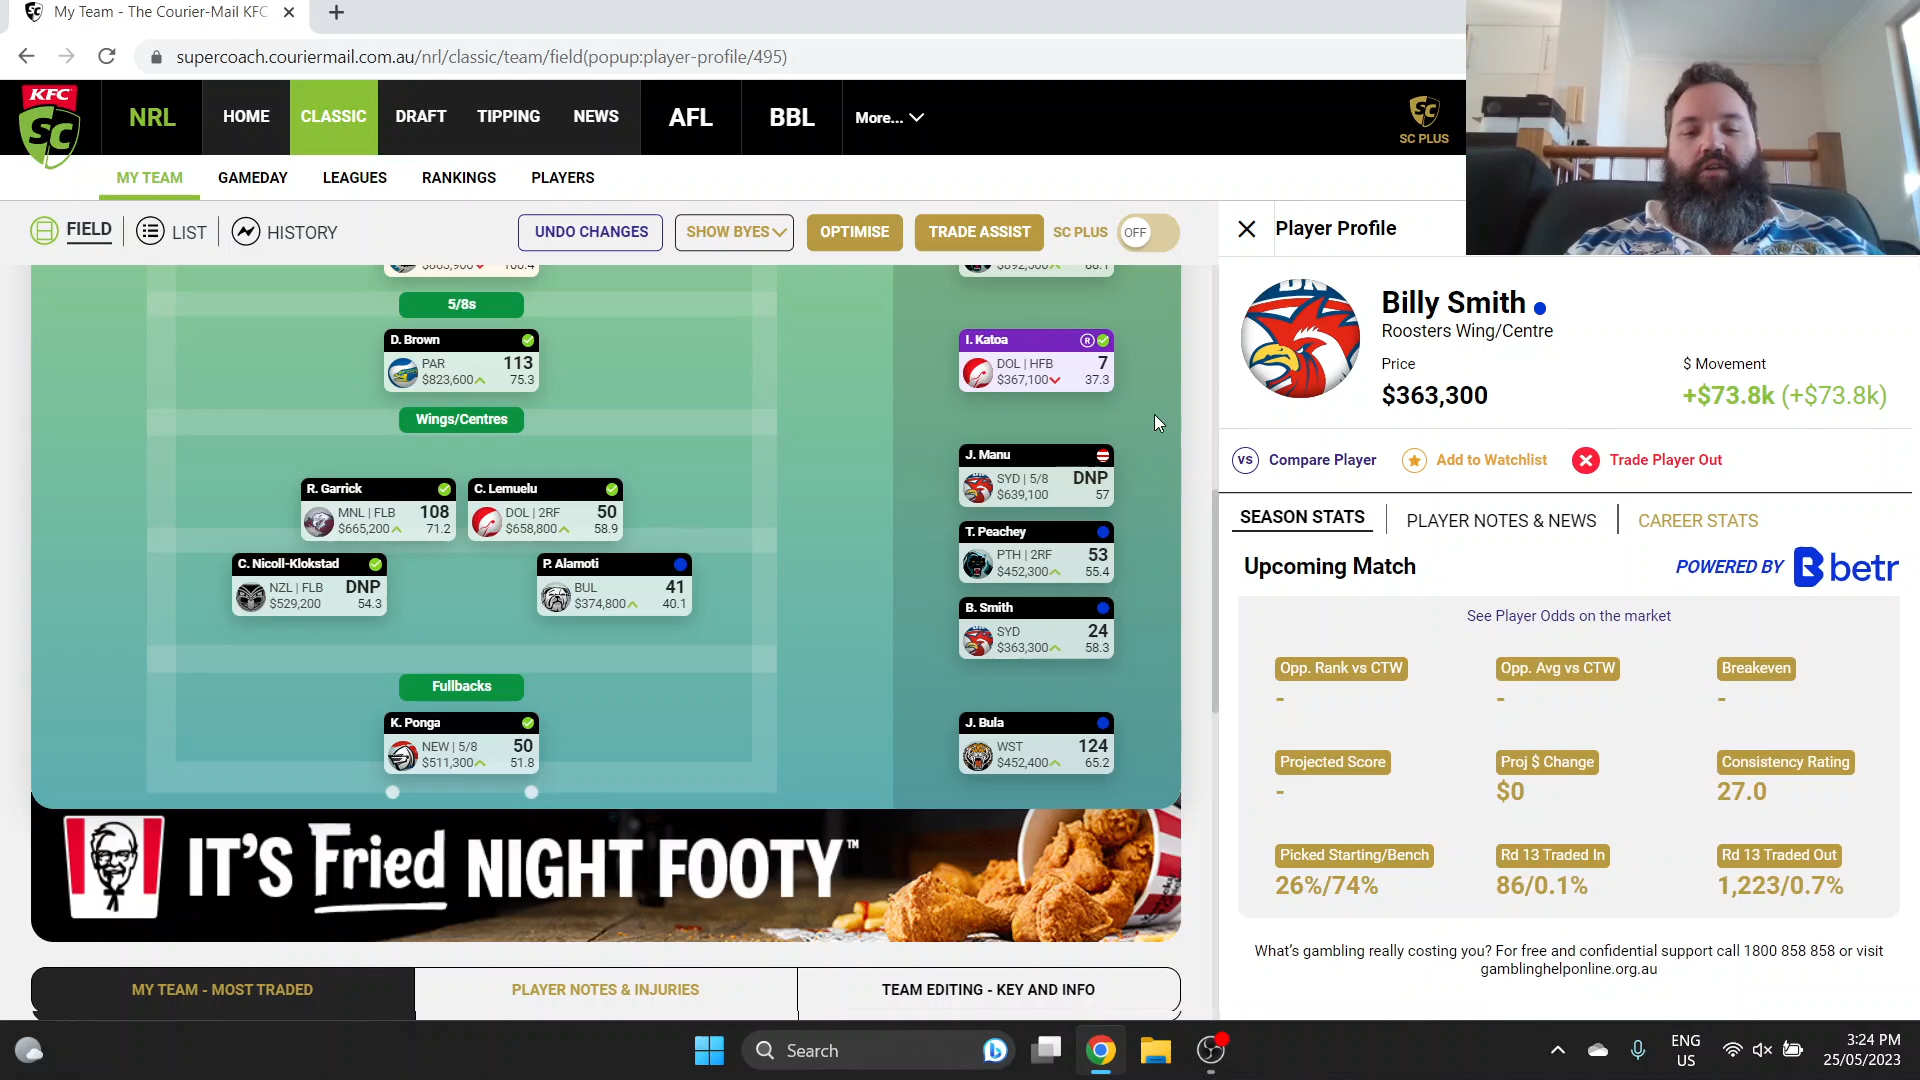 My Team - The Courier-Mail KFC
supercoach.couriermail.com.au/nrl/classic/team/field(popup:player-profile/495)
KFC
SC
NRL
HOME
CLASSIC
DRAFT
TIPPING
NEWS
AFL
BBL
More...
SC
SC PLUS
MY TEAM
GAMEDAY
LEAGUES
RANKINGS
PLAYERS
FIELD
LIST
HISTORY
UNDO CHANGES
SHOW BYES
OPTIMISE
TRADE ASSIST
SC PLUS
OFF
Player Profile
5/8s
D. Brown
PAR 113
$823,600 75.3
I. Katoa R
DOL | HFB 7
$367,100 37.3
Wings/Centres
J. Manu
SYD | 5/8 DNP
$639,100 57
R. Garrick
MNL | FLB 108
$665,200 71.2
C. Lemuelu
DOL | 2RF 50
$658,800 58.9
T. Peachey
PTH | 2RF 53
$452,300 55.4
C. Nicoll-Klokstad
NZL | FLB DNP
$529,200 54.3
P. Alamoti
BUL 41
$374,800 40.1
B. Smith
SYD 24
$363,300 58.3
Fullbacks
K. Ponga
NEW | 5/8 50
$511,300 51.8
J. Bula
WST 124
$452,400 65.2
Billy Smith
Roosters Wing/Centre
Price
$363,300
$ Movement
+$73.8k (+$73.8k)
VS Compare Player
Add to Watchlist
Trade Player Out
SEASON STATS
PLAYER NOTES & NEWS
CAREER STATS
Upcoming Match
POWERED BY
betr
See Player Odds on the market
Opp. Rank vs CTW
-
Opp. Avg vs CTW
-
Breakeven
-
Projected Score
-
Proj $ Change
$0
Consistency Rating
27.0
Picked Starting/Bench
26%/74%
Rd 13 Traded In
86/0.1%
Rd 13 Traded Out
1,223/0.7%
What's gambling really costing you? For free and confidential support call 1800 858 858 or visit
gamblinghelponline.org.au
IT'S Fried NIGHT FOOTY™
MY TEAM - MOST TRADED
PLAYER NOTES & INJURIES
TEAM EDITING - KEY AND INFO
Search
ENG
US
3:24 PM
25/05/2023